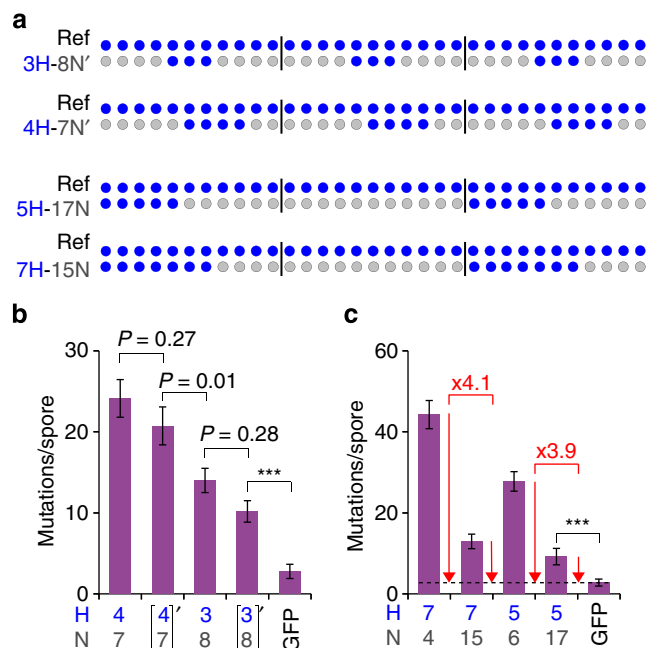 a
Ref
3H-8N′
Ref
4H-7N′
Ref
5H-17N
Ref
7H-15N
b
Mutations/spore
30
20
10
0
P = 0.27
P = 0.01
P = 0.28
***
H 4 [4]′ 3 [3]′ GFP
N 7 [7] 8 [8]
c
Mutations/spore
60
40
20
0
x4.1
x3.9
***
H 7 7 5 5 GFP
N 4 15 6 17